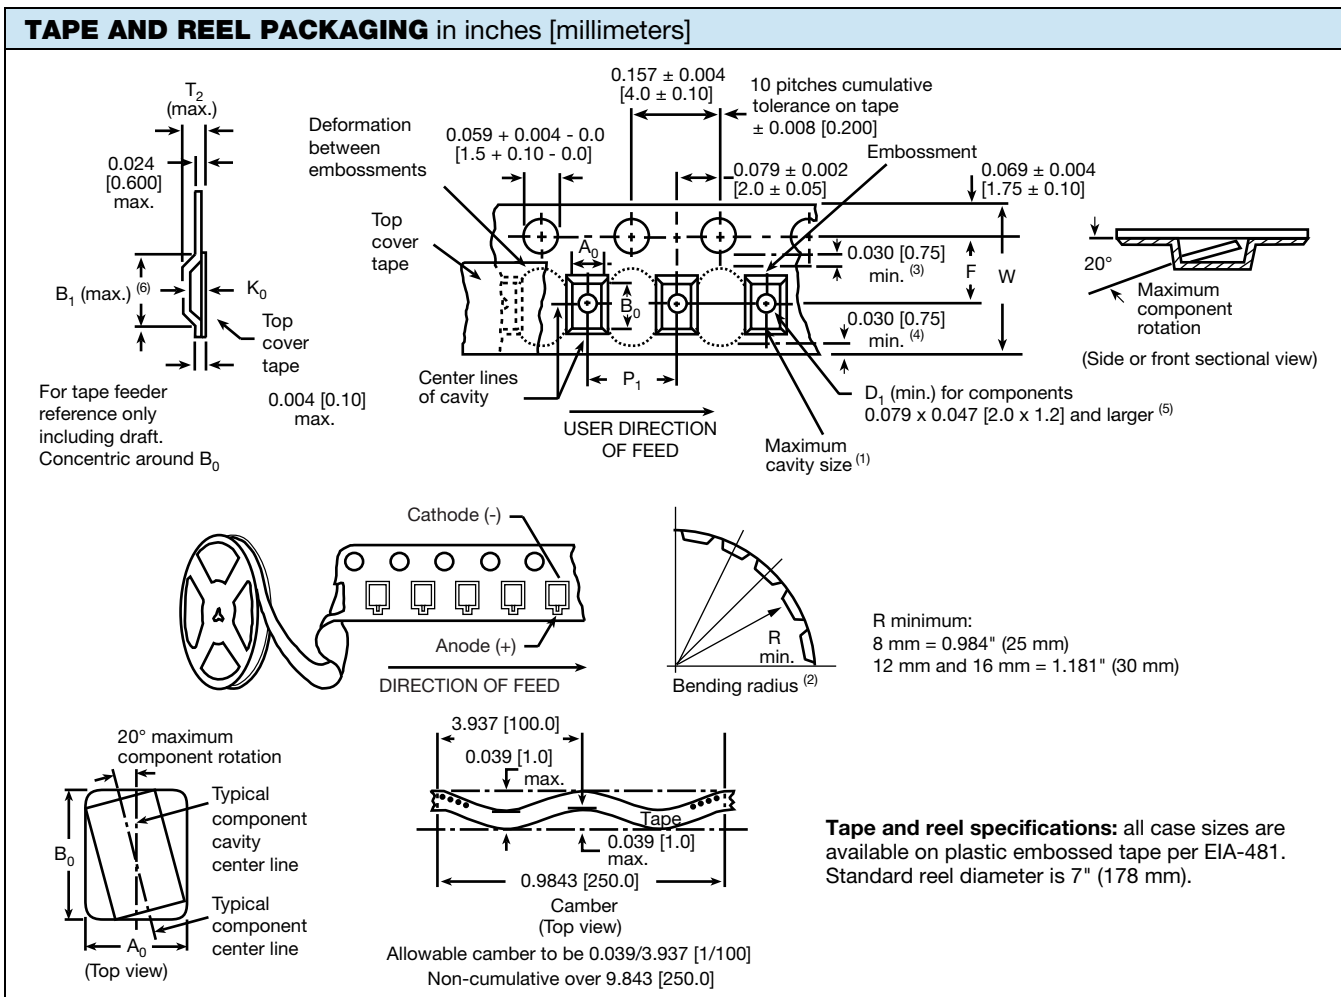 TAPE AND REEL PACKAGING in inches [millimeters]
T2
(max.)
0.024
[0.600]
max.
B1 (max.) (6)
K0
Top
cover
tape
0.004 [0.10]
max.
For tape feeder
reference only
including draft.
Concentric around B0
Deformation
between
embossments
Top
cover
tape
0.059 + 0.004 - 0.0
[1.5 + 0.10 - 0.0]
0.157 ± 0.004
[4.0 ± 0.10]
10 pitches cumulative
tolerance on tape
± 0.008 [0.200]
Embossment
0.079 ± 0.002
[2.0 ± 0.05]
0.069 ± 0.004
[1.75 ± 0.10]
A0
B0
0.030 [0.75]
min. (3)
F
W
0.030 [0.75]
min. (4)
20°
Maximum
component
rotation
(Side or front sectional view)
Center lines
of cavity
P1
D1 (min.) for components
0.079 x 0.047 [2.0 x 1.2] and larger (5)
USER DIRECTION
OF FEED
Maximum
cavity size (1)
Cathode (-)
Anode (+)
DIRECTION OF FEED
R
min.
Bending radius (2)
R minimum:
8 mm = 0.984" (25 mm)
12 mm and 16 mm = 1.181" (30 mm)
20° maximum
component rotation
Typical
component
cavity
center line
B0
Typical
component
center line
A0
(Top view)
3.937 [100.0]
0.039 [1.0]
max.
Tape
0.039 [1.0]
max.
0.9843 [250.0]
Camber
(Top view)
Allowable camber to be 0.039/3.937 [1/100]
Non-cumulative over 9.843 [250.0]
Tape and reel specifications: all case sizes are
available on plastic embossed tape per EIA-481.
Standard reel diameter is 7" (178 mm).